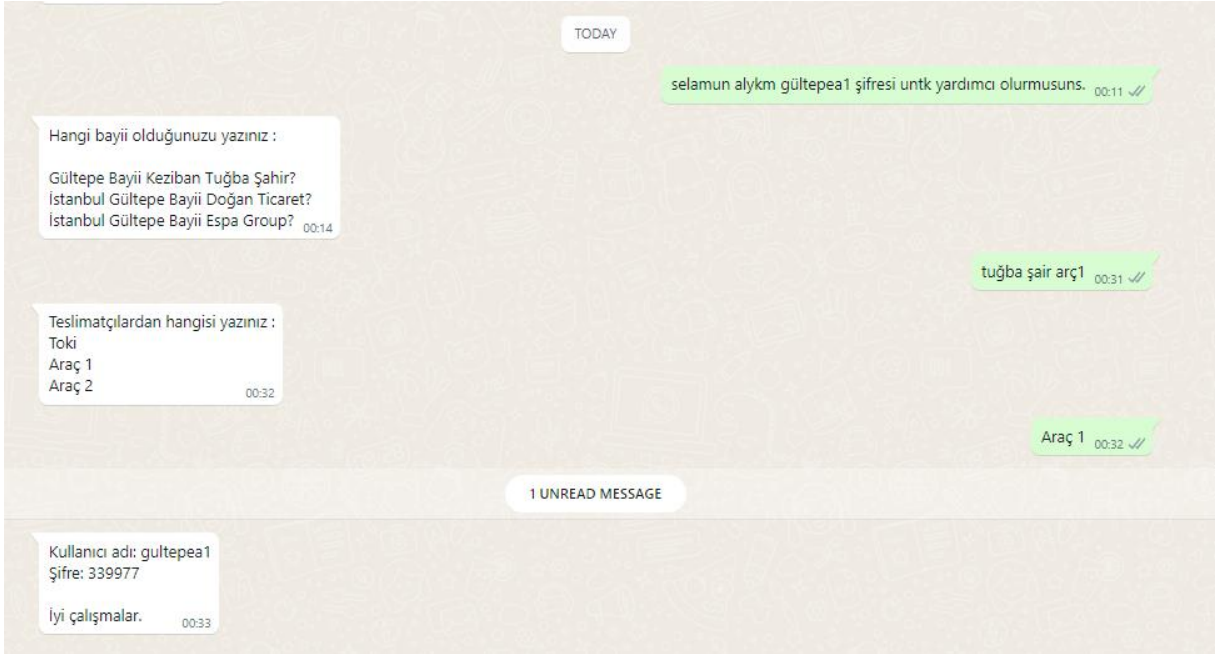 TODAY
selamun alykm gültepea1 şifresi untk yardımcı olurmusuns. 00:11
Hangi bayii olduğunuzu yazınız :
Gültepe Bayii Keziban Tuğba Şahir?
İstanbul Gültepe Bayii Doğan Ticaret?
İstanbul Gültepe Bayii Espa Group? 00:14
tuğba şair arç1 00:31
Teslimatçılardan hangisi yazınız :
Toki
Araç 1
Araç 2 00:32
Araç 1 00:32
1 UNREAD MESSAGE
Kullanıcı adı: gultepea1
Şifre: 339977
İyi çalışmalar. 00:33